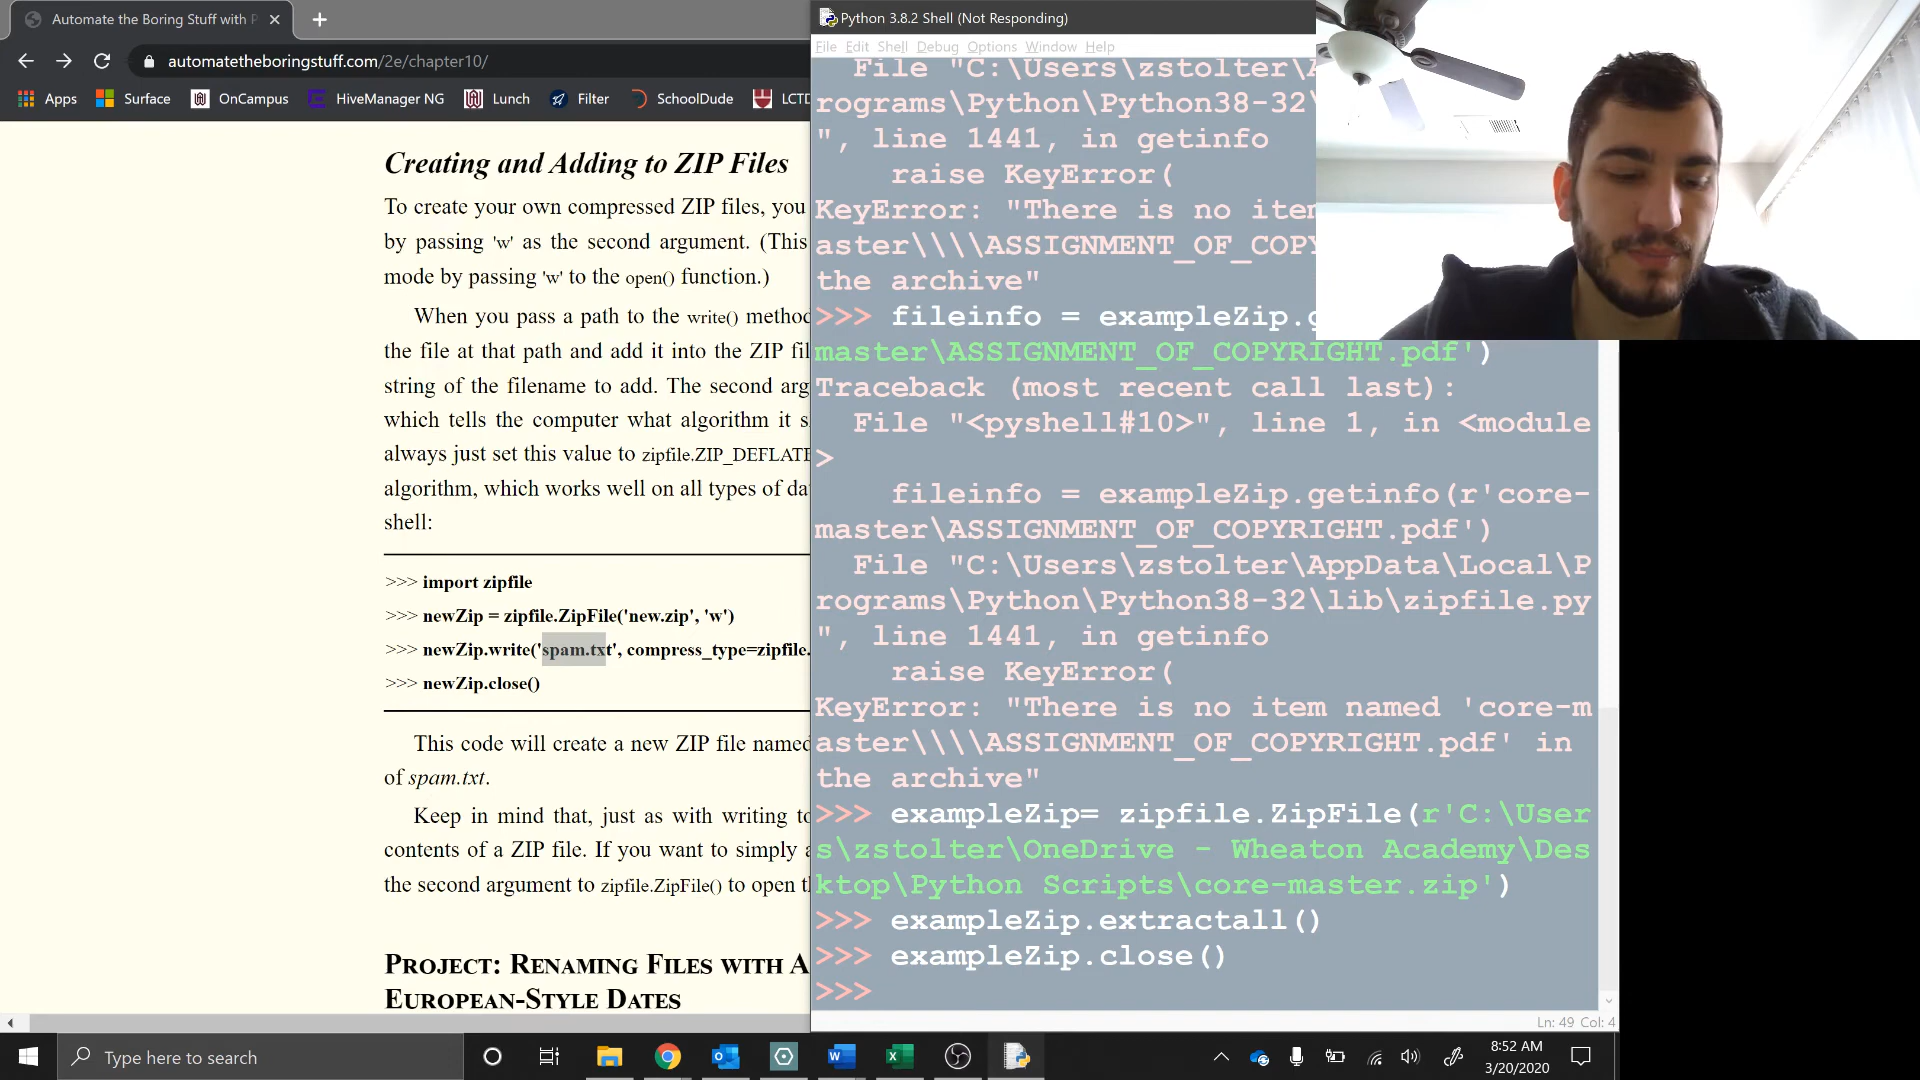 Automate the Boring Stuff with P
Python 3.8.2 Shell (Not Responding)
File Edit Shell Debug Options Window Help
automatetheboringstuff.com/2e/chapter10/
Apps Surface OnCampus HiveManager NG Lunch Filter SchoolDude LCTD
Creating and Adding to ZIP Files
To create your own compressed ZIP files, you
by passing 'w' as the second argument. (This
mode by passing 'w' to the open() function.)
When you pass a path to the write() method
the file at that path and add it into the ZIP fil
string of the filename to add. The second arg
which tells the computer what algorithm it s
always just set this value to zipfile.ZIP_DEFLATE
algorithm, which works well on all types of da
shell:
>>> import zipfile
>>> newZip = zipfile.ZipFile('new.zip', 'w')
>>> newZip.write('spam.txt', compress_type=zipfile.
>>> newZip.close()
This code will create a new ZIP file named
of spam.txt.
Keep in mind that, just as with writing to
contents of a ZIP file. If you want to simply a
the second argument to zipfile.ZipFile() to open th
PROJECT: RENAMING FILES WITH A
EUROPEAN-STYLE DATES
File "C:\Users\zstolter\A
rograms\Python\Python38-32\
", line 1441, in getinfo
raise KeyError(
KeyError: "There is no item
aster\\\\ASSIGNMENT_OF_COPY
the archive"
>>> fileinfo = exampleZip.g
master\ASSIGNMENT_OF_COPYRIGHT.pdf')
Traceback (most recent call last):
File "<pyshell#10>", line 1, in <module
>
fileinfo = exampleZip.getinfo(r'core-
master\ASSIGNMENT_OF_COPYRIGHT.pdf')
File "C:\Users\zstolter\AppData\Local\P
rograms\Python\Python38-32\lib\zipfile.py
", line 1441, in getinfo
raise KeyError(
KeyError: "There is no item named 'core-m
aster\\\\ASSIGNMENT_OF_COPYRIGHT.pdf' in
the archive"
>>> exampleZip= zipfile.ZipFile(r'C:\User
s\zstolter\OneDrive - Wheaton Academy\Des
ktop\Python Scripts\core-master.zip')
>>> exampleZip.extractall()
>>> exampleZip.close()
>>>
Ln: 49 Col: 4
Type here to search
8:52 AM
3/20/2020